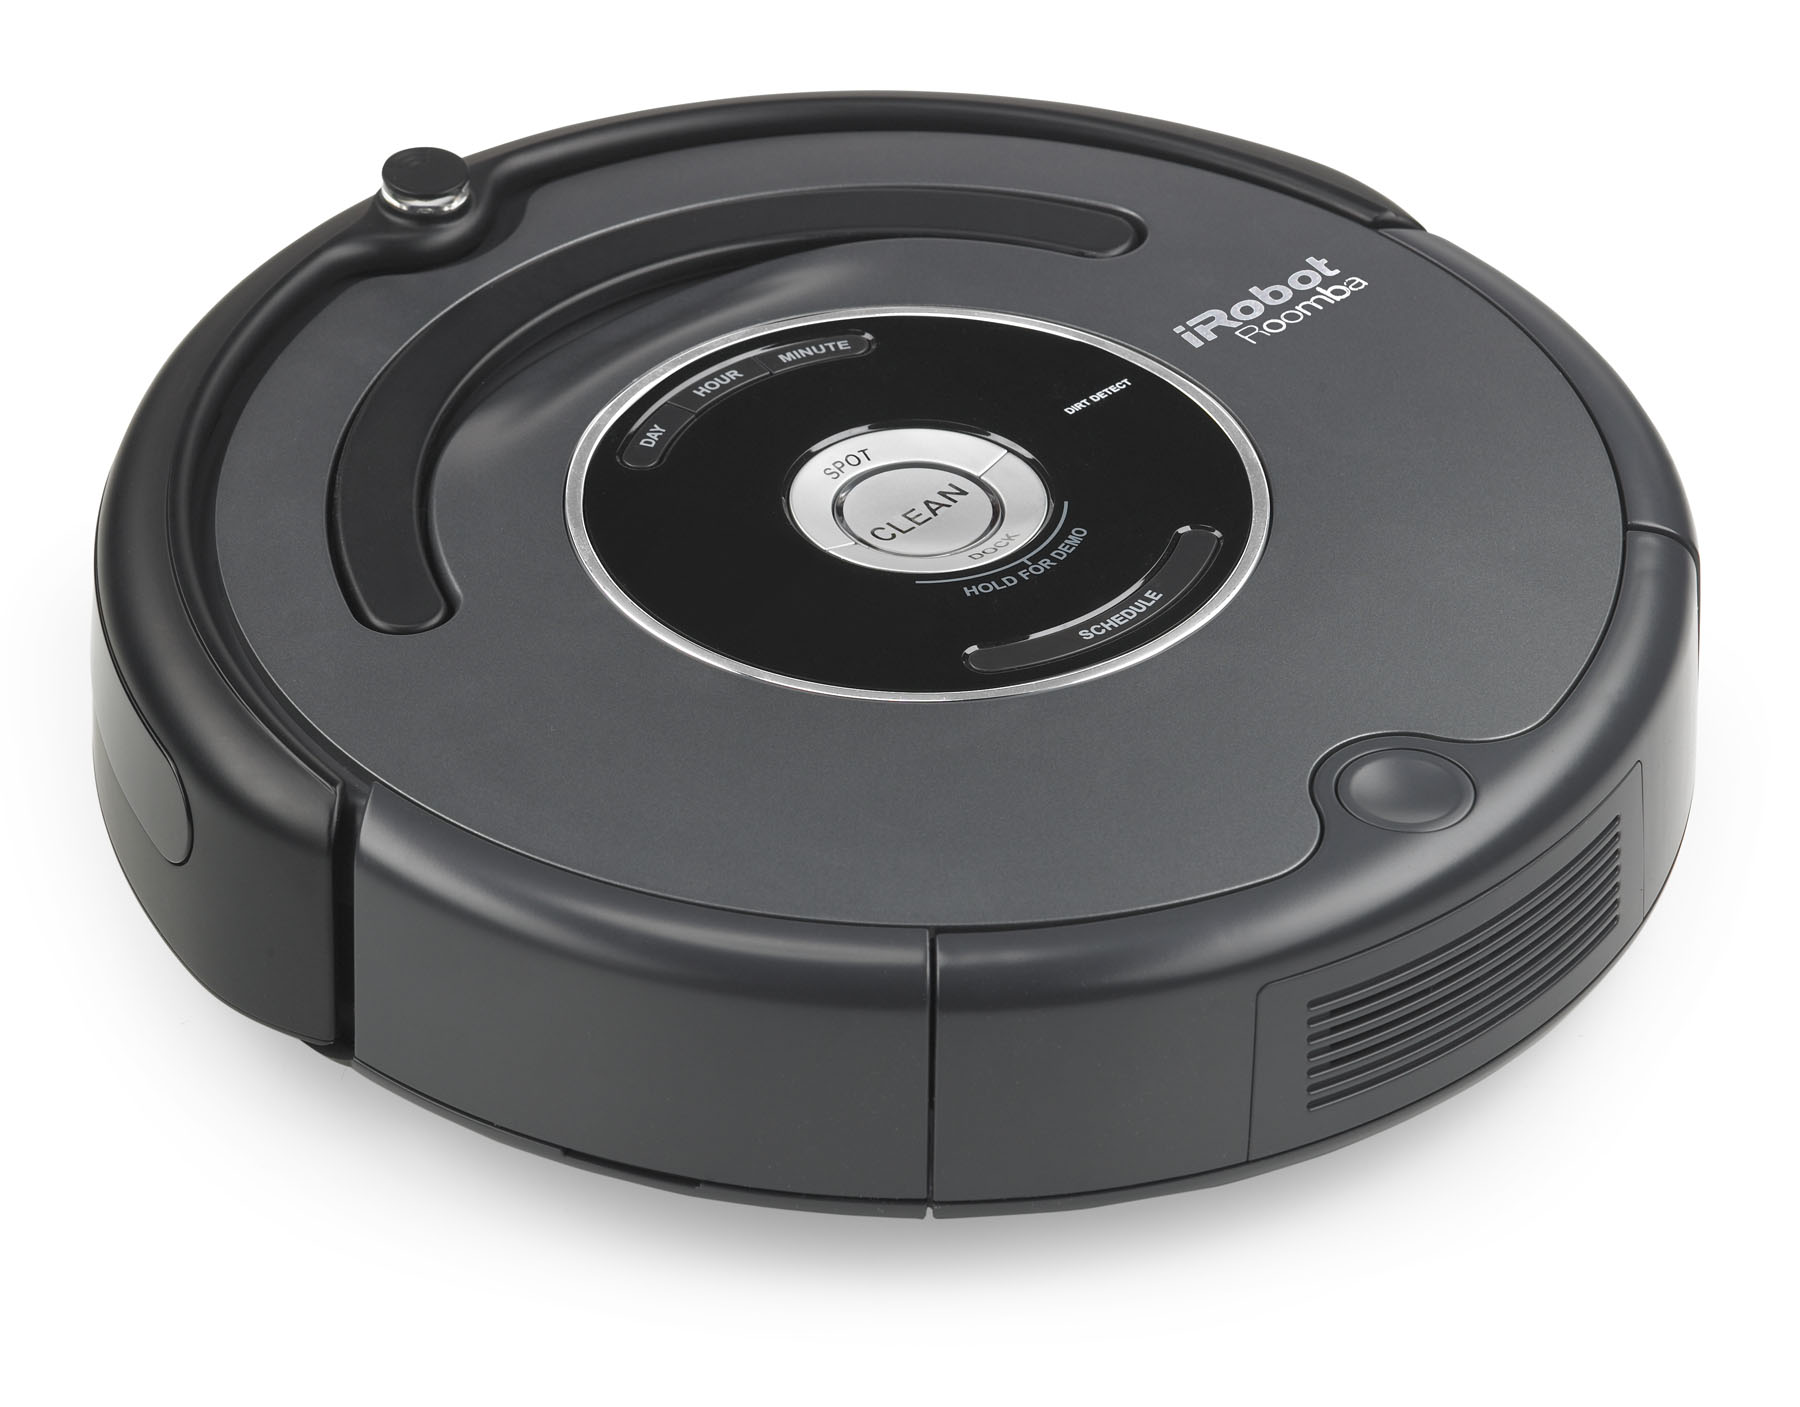 iRobot
Roomba
MINUTE
HOUR
DAY
DIRT DETECT
SPOT
CLEAN
DOCK
HOLD FOR DEMO
SCHEDULE